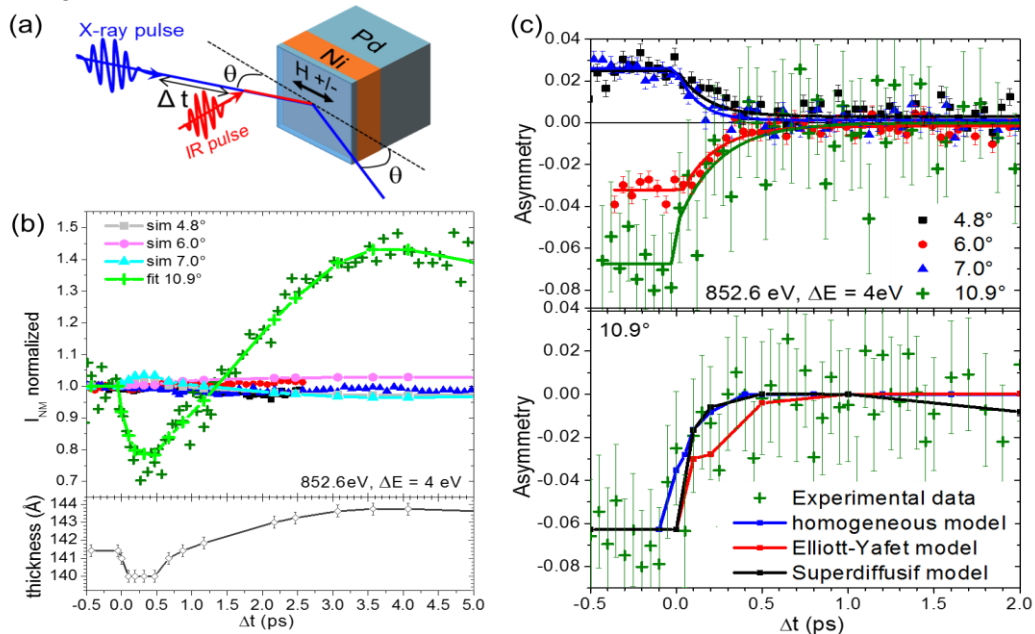 (a)
X-ray pulse
Δ t
IR pulse
θ
H +/-
Ni
Pd
θ
(b)
I NM normalized
1.5
1.4
1.3
1.2
1.1
1.0
0.9
0.8
0.7
sim 4.8°
sim 6.0°
sim 7.0°
fit 10.9°
852.6eV, ΔE = 4 eV
thickness (Å)
144
143
142
141
140
-0.5 0.0 0.5 1.0 1.5 2.0 2.5 3.0 3.5 4.0 4.5 5.0
Δt (ps)
(c)
Asymmetry
0.04
0.02
0.00
-0.02
-0.04
-0.06
-0.08
4.8°
6.0°
7.0°
10.9°
852.6 eV, ΔE = 4eV
0.04
10.9°
Asymmetry
0.02
0.00
-0.02
-0.04
-0.06
-0.08
Experimental data
homogeneous model
Elliott-Yafet model
Superdiffusif model
-0.5 0.0 0.5 1.0 1.5 2.0
Δt (ps)